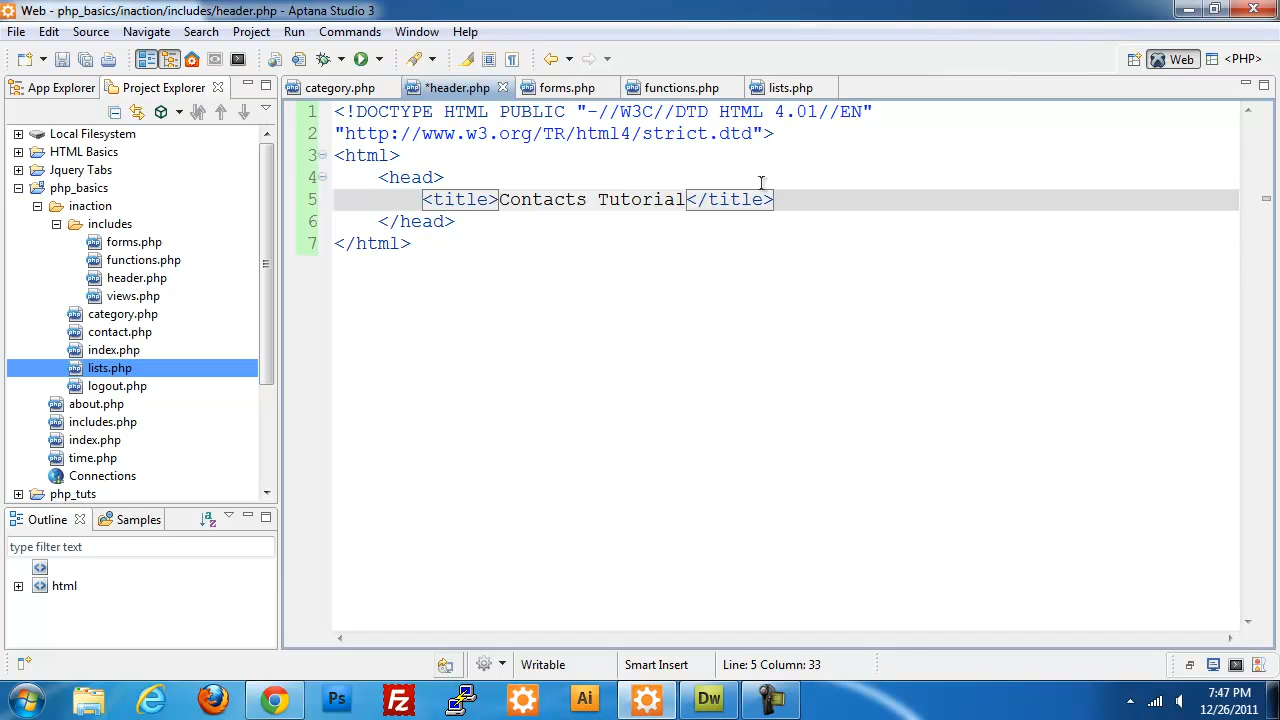 Web - php_basics/inaction/includes/header.php - Aptana Studio 3
File Edit Source Navigate Search Project Run Commands Window Help
Web <PHP>
App Explorer Project Explorer
category.php *header.php forms.php functions.php lists.php
Local Filesystem
HTML Basics
Jquery Tabs
php_basics
inaction
includes
forms.php
functions.php
header.php
views.php
category.php
contact.php
index.php
lists.php
logout.php
about.php
includes.php
index.php
time.php
Connections
php_tuts
1 <!DOCTYPE HTML PUBLIC "-//W3C//DTD HTML 4.01//EN"
2 "http://www.w3.org/TR/html4/strict.dtd">
3 <html>
4 <head>
5 <title>Contacts Tutorial</title>
6 </head>
7 </html>
Outline Samples
type filter text
html
Writable Smart Insert Line: 5 Column: 33
Ps Fz Ai Dw
7:47 PM
12/26/2011